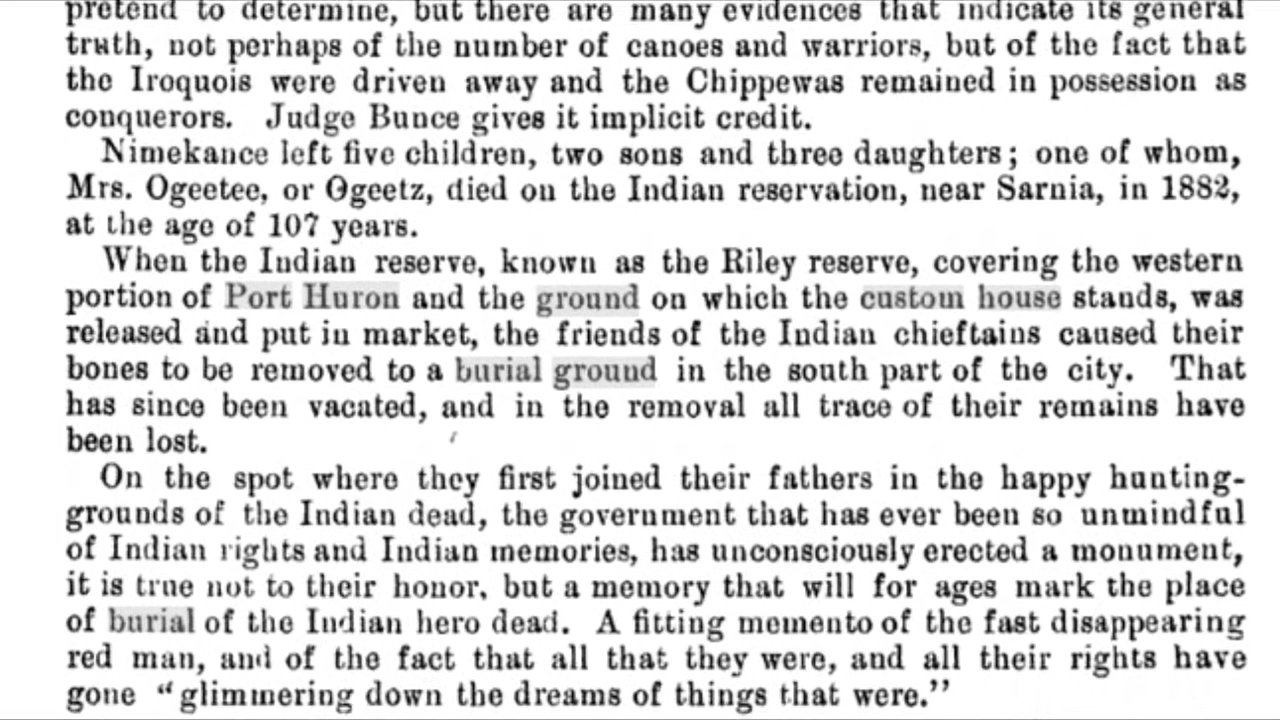 pretend to determine, but there are many evidences that indicate its general
truth, not perhaps of the number of canoes and warriors, but of the fact that
the Iroquois were driven away and the Chippewas remained in possession as
conquerors. Judge Bunce gives it implicit credit.
Nimekance left five children, two sons and three daughters; one of whom,
Mrs. Ogeetee, or Ogeetz, died on the Indian reservation, near Sarnia, in 1882,
at the age of 107 years.
When the Indian reserve, known as the Riley reserve, covering the western
portion of Port Huron and the ground on which the custom house stands, was
released and put in market, the friends of the Indian chieftains caused their
bones to be removed to a burial ground in the south part of the city. That
has since been vacated, and in the removal all trace of their remains have
been lost.
On the spot where they first joined their fathers in the happy hunting-
grounds of the Indian dead, the government that has ever been so unmindful
of Indian rights and Indian memories, has unconsciously erected a monument,
it is true not to their honor, but a memory that will for ages mark the place
of burial of the Indian hero dead. A fitting memento of the fast disappearing
red man, and of the fact that all that they were, and all their rights have
gone "glimmering down the dreams of things that were."